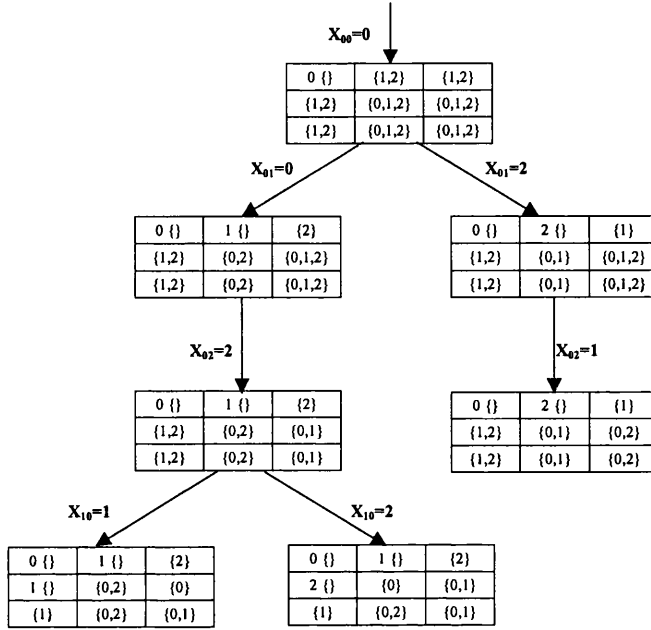 X₀₀=0
0 {} {1,2} {1,2}
{1,2} {0,1,2} {0,1,2}
{1,2} {0,1,2} {0,1,2}
X₀₁=0 X₀₁=2
0 {} 1 {} {2} 0 {} 2 {} {1}
{1,2} {0,2} {0,1,2} {1,2} {0,1} {0,1,2}
{1,2} {0,2} {0,1,2} {1,2} {0,1} {0,1,2}
X₀₂=2 X₀₂=1
0 {} 1 {} {2} 0 {} 2 {} {1}
{1,2} {0,2} {0,1} {1,2} {0,1} {0,2}
{1,2} {0,2} {0,1} {1,2} {0,1} {0,2}
X₁₀=1 X₁₀=2
0 {} 1 {} {2} 0 {} 1 {} {2}
1 {} {0,2} {0} 2 {} {0} {0,1}
{1} {0,2} {0,1} {1} {0,2} {0,1}